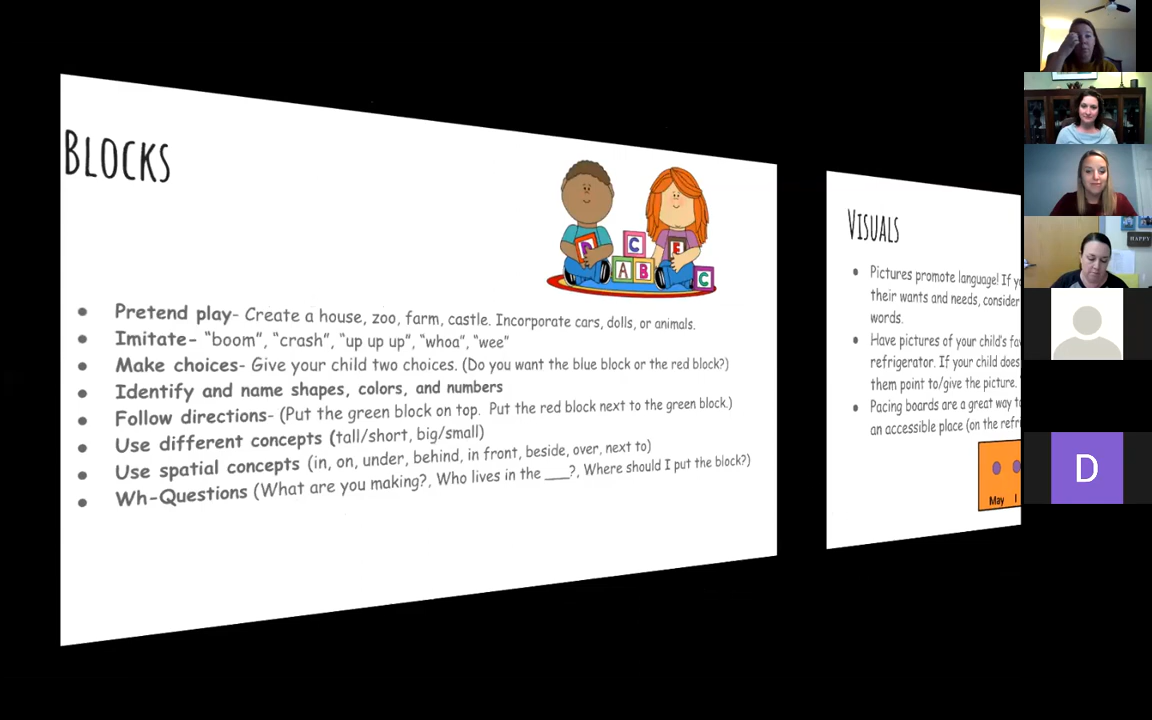 Blocks
Pretend play- Create a house, zoo, farm, castle. Incorporate cars, dolls, or animals.
Imitate- "boom", "crash", "up up up", "whoa", "wee"
Make choices- Give your child two choices. (Do you want the blue block or the red block?)
Identify and name shapes, colors, and numbers
Follow directions- (Put the green block on top. Put the red block next to the green block.)
Use different concepts (tall/short, big/small)
Use spatial concepts (in, on, under, behind, in front, beside, over, next to)
Wh-Questions (What are you making?, Who lives in the ___?, Where should I put the block?)
C
E
A B
C
Visuals
Pictures promote language! If
their wants and needs, consider
words.
Have pictures of your child's
refrigerator. If your child does
them point to/give the picture.
Pacing boards are a great way
an accessible place (on the
May I
HAPPY
D